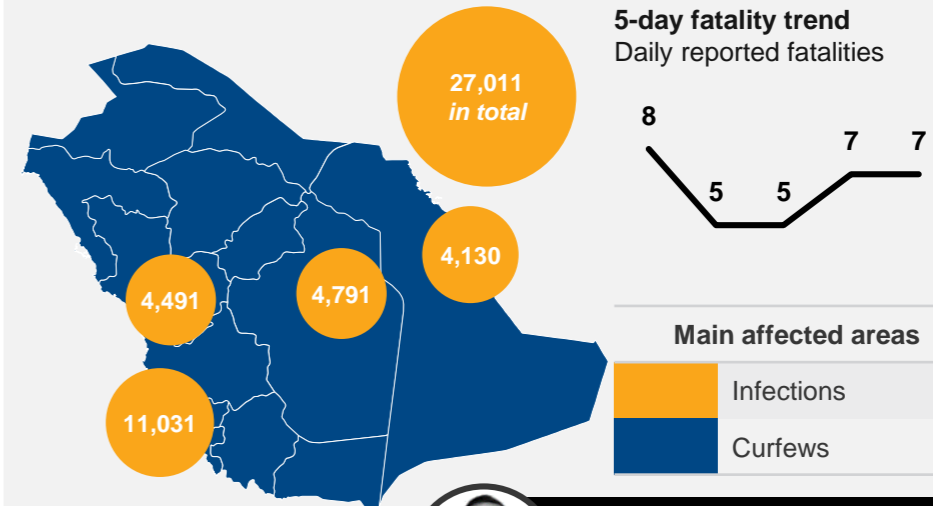 27,011
in total
4,130
4,491
4,791
11,031
5-day fatality trend
Daily reported fatalities
8
5
5
7
7
Main affected areas
Infections
Curfews